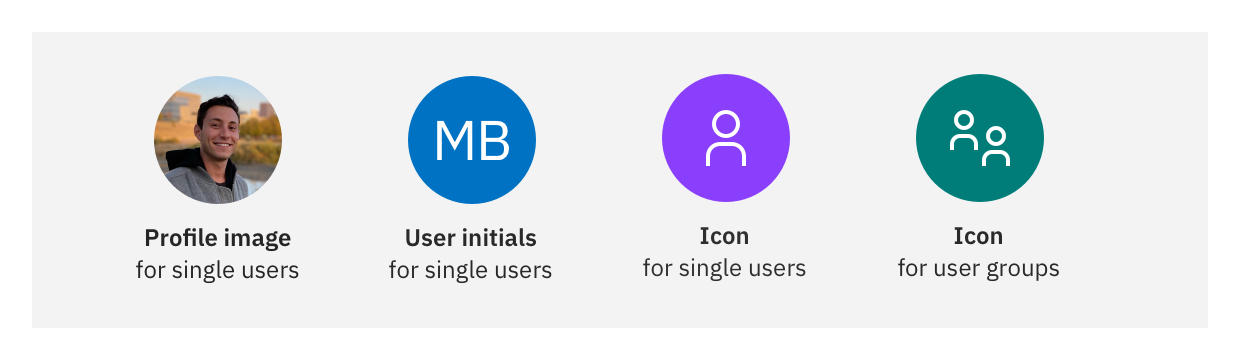 MB
Profile image
for single users
User initials
for single users
Icon
for single users
Icon
for user groups